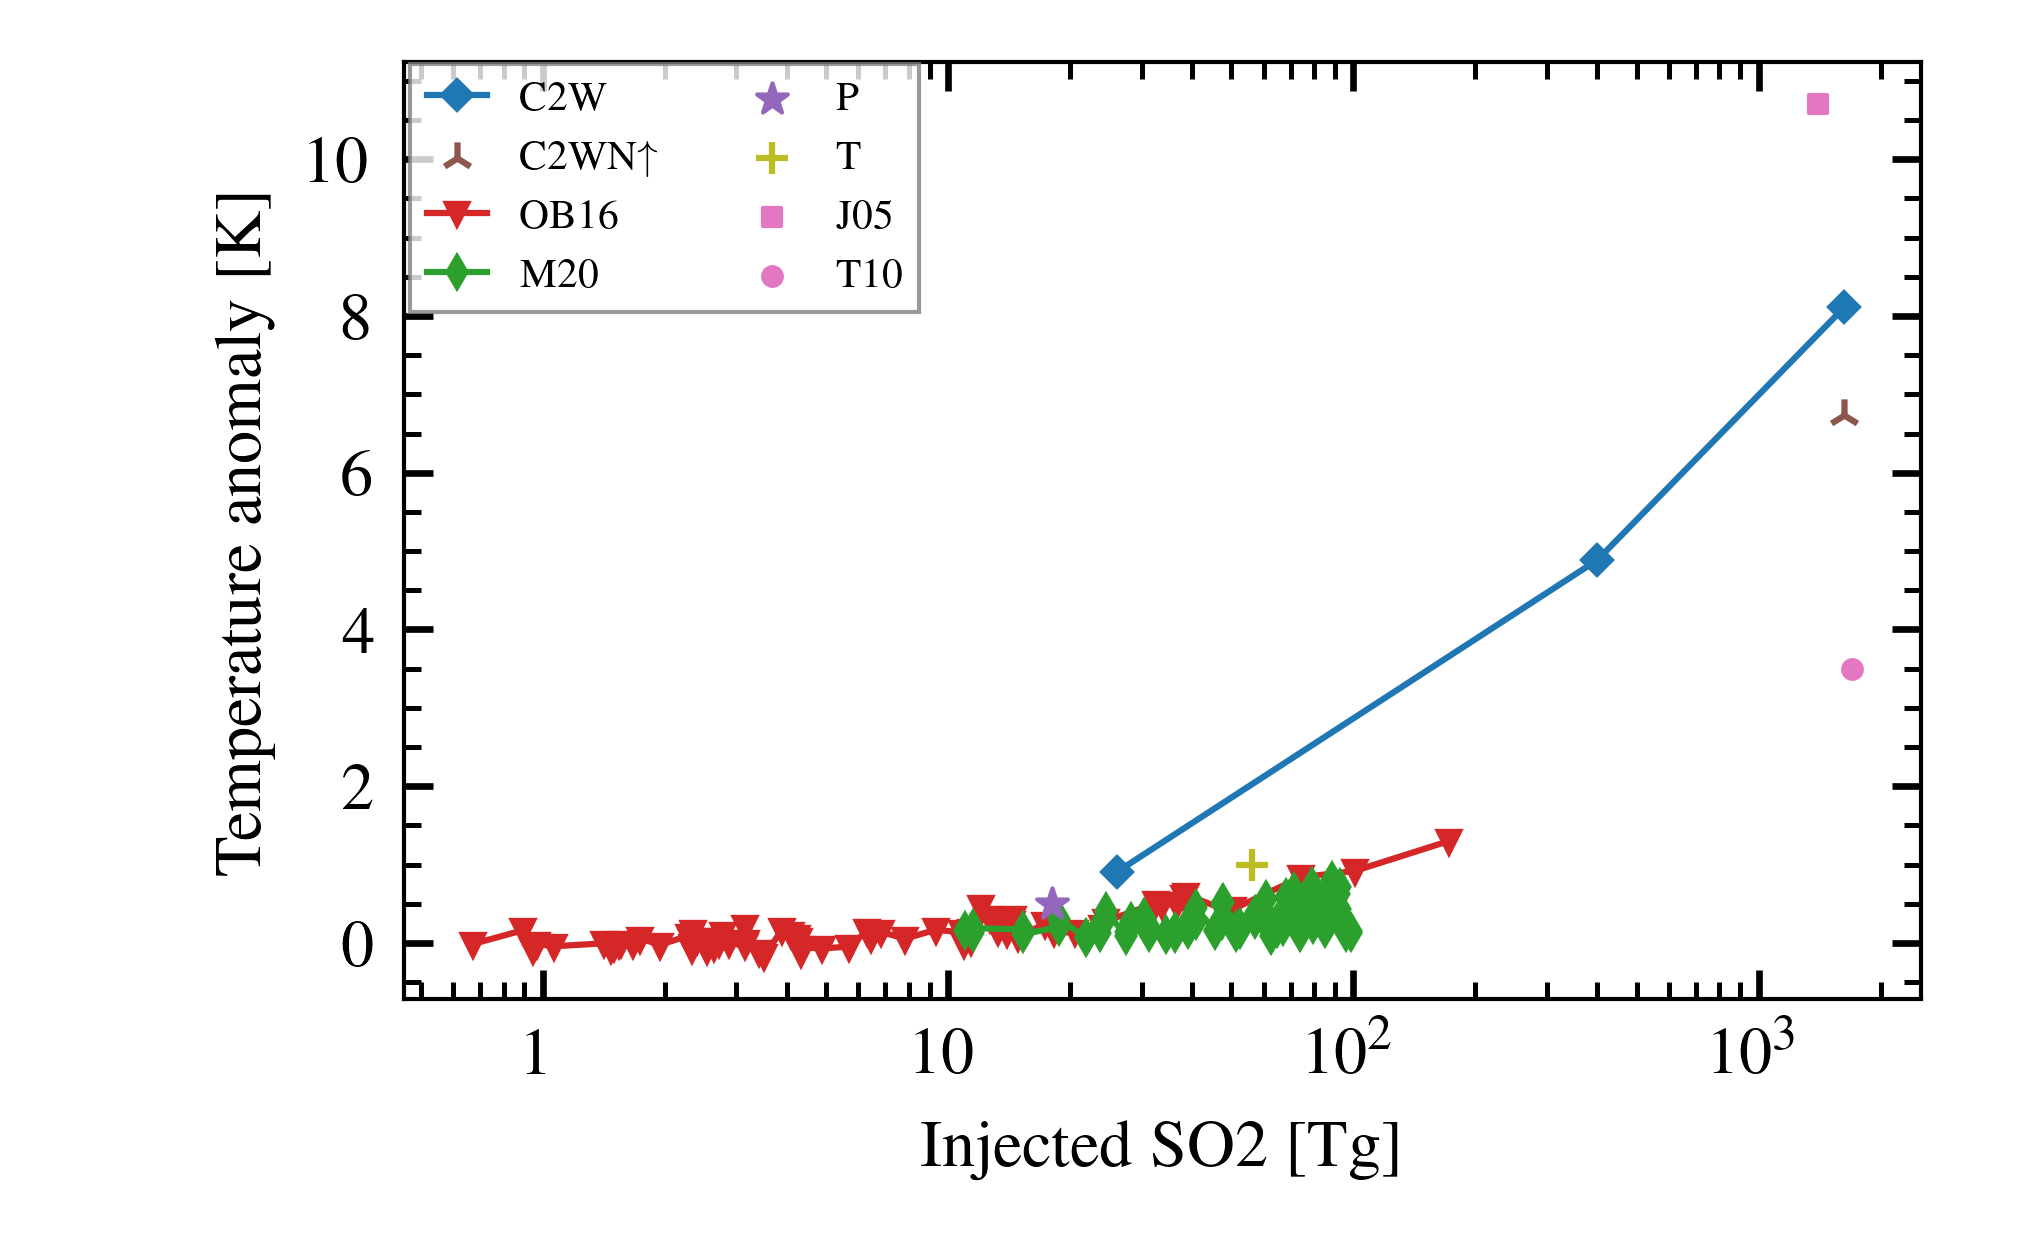 C2W
C2WN↑
OB16
M20
P
T
J05
T10
10
8
6
4
2
0
Temperature anomaly [K]
1 10 10² 10³
Injected SO2 [Tg]